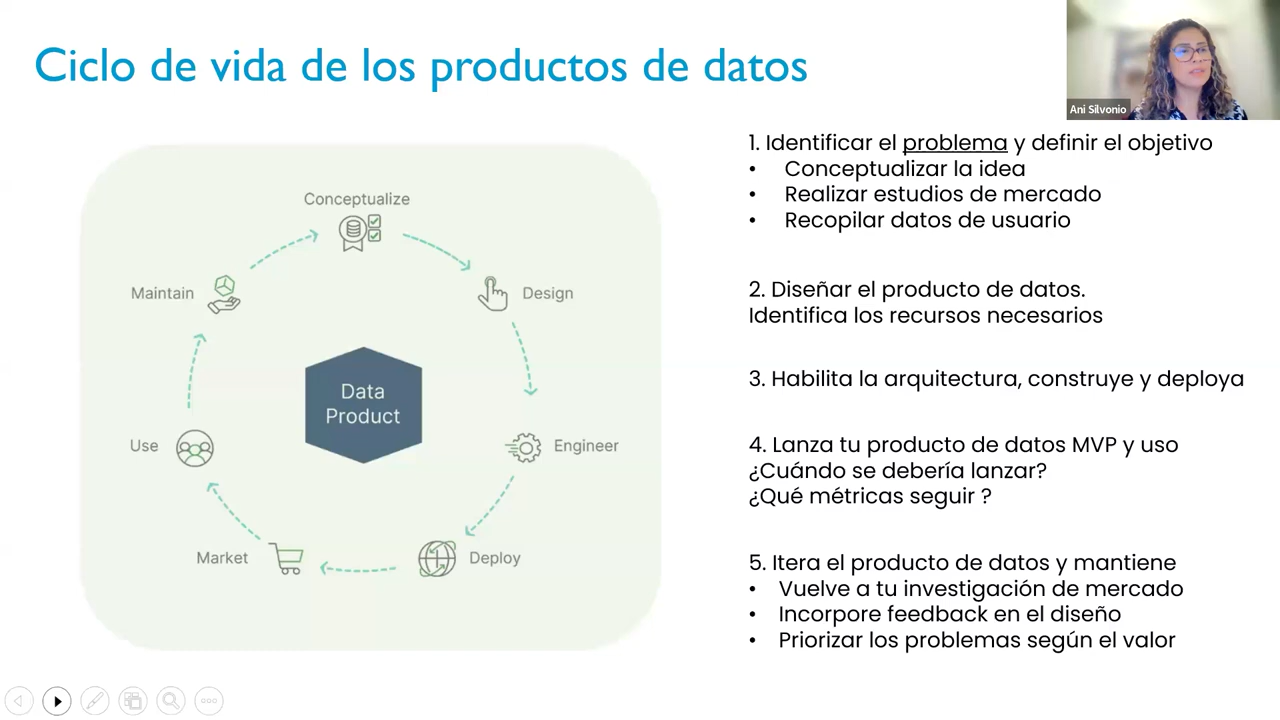 Ciclo de vida de los productos de datos
Ani Silvonio
Conceptualize
Design
Engineer
Deploy
Market
Use
Maintain
Data
Product
1. Identificar el problema y definir el objetivo
• Conceptualizar la idea
• Realizar estudios de mercado
• Recopilar datos de usuario
2. Diseñar el producto de datos.
Identifica los recursos necesarios
3. Habilita la arquitectura, construye y deploya
4. Lanza tu producto de datos MVP y uso
¿Cuándo se debería lanzar?
¿Qué métricas seguir ?
5. Itera el producto de datos y mantiene
• Vuelve a tu investigación de mercado
• Incorpore feedback en el diseño
• Priorizar los problemas según el valor